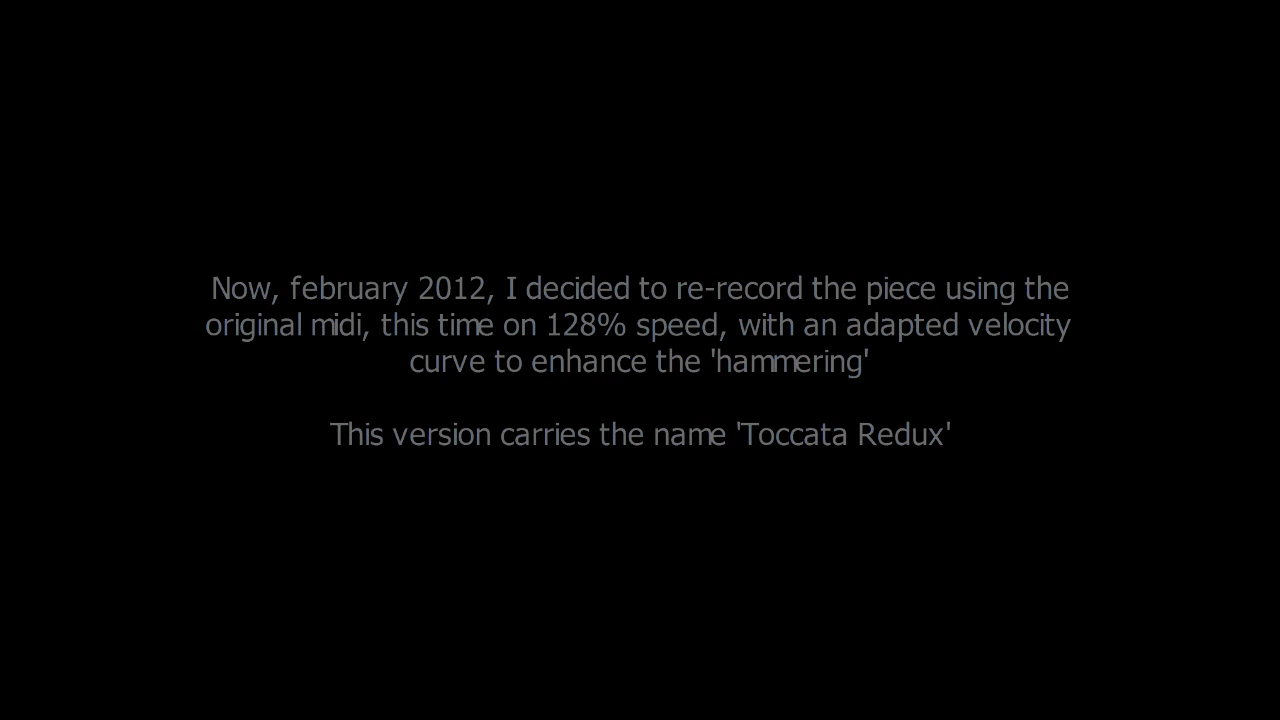 Now, february 2012, I decided to re-record the piece using the
original midi, this time on 128% speed, with an adapted velocity
curve to enhance the 'hammering'
This version carries the name 'Toccata Redux'